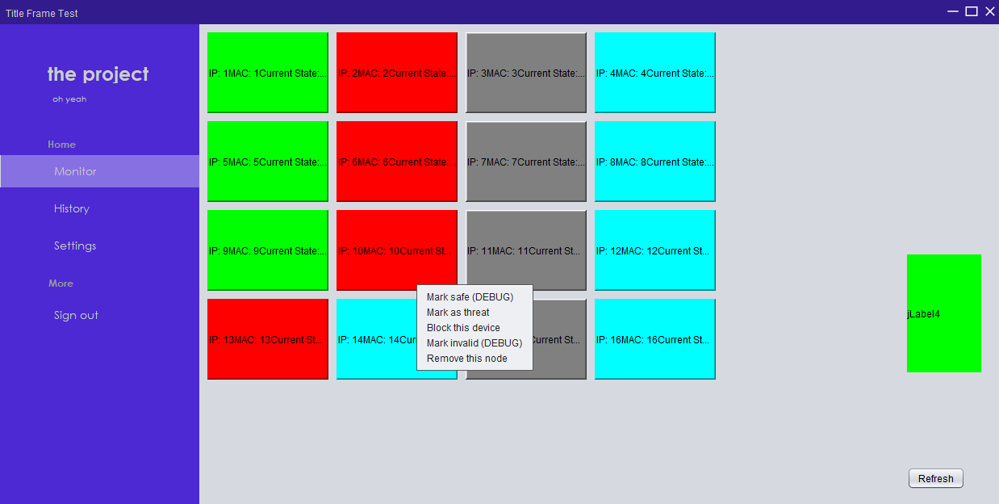 Title Frame Test
the project
oh yeah
Home
Monitor
History
Settings
More
Sign out
IP: 1MAC: 1Current State:...
IP: 2MAC: 2Current State:...
IP: 3MAC: 3Current State:...
IP: 4MAC: 4Current State:...
IP: 5MAC: 5Current State:...
IP: 6MAC: 6Current State:...
IP: 7MAC: 7Current State:...
IP: 8MAC: 8Current State:...
IP: 9MAC: 9Current State:...
IP: 10MAC: 10Current St...
IP: 11MAC: 11Current St...
IP: 12MAC: 12Current St...
IP: 13MAC: 13Current St...
IP: 14MAC: 14Curr
urrent St...
IP: 16MAC: 16Current St...
Mark safe (DEBUG)
Mark as threat
Block this device
Mark invalid (DEBUG)
Remove this node
jLabel4
Refresh